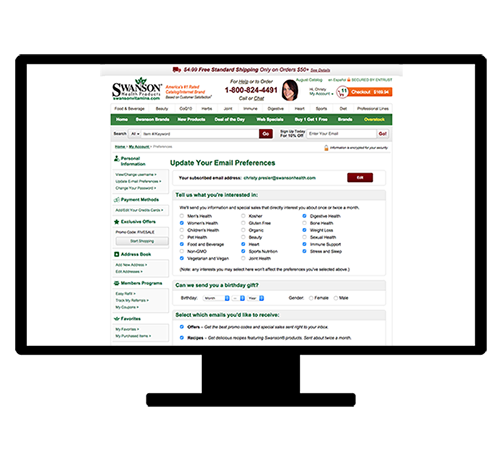 $4.99 Free Standard Shipping Only on Orders $50+ See Details
SWANSON
Health Products
swansonvitamins.com
America's #1 Rated
Catalog/Internet Brand
Based on Customer Satisfaction
For Help or to Order
1-800-824-4491
Call or Chat
August Catalog en Español SECURED BY ENTRUST
Hi, Christy
My Account
11
Checkout $169.94
Food & Beverage Beauty CoQ10 Herbs Joint Immune Digestive Heart Sports Diet Professional Lines
Home Swanson Brands New Products Deal of the Day Web Specials Buy 1 Get 1 Free Brands Overstock
Search All Item #/Keyword Go
Sign Up Today
For 10% Off
Enter Your Email Go!
Home > My Account > Preferences
Information is encrypted for your security
Personal
Information
View/Change username >
Update E-mail Preferences >
Change Your Password >
Payment Methods
Add/Edit Your Credit Cards >
Exclusive Offers
Promo Code: FIVESALE
Start Shopping
Address Book
Add New Address >
Edit Addresses >
Members Programs
Easy Refill >
Track My Referrals >
My Coupons >
Favorites
My Favorites >
My Purchased Items >
Update Your Email Preferences
Your subscribed email address: christy.presler@swansonhealth.com Edit
Tell us what you're interested in:
We'll send you information and special sales that directly interest you about once or twice a month.
Men's Health Kosher Digestive Health
Women's Health Gluten Free Bone Health
Children's Health Organic Weight Loss
Pet Health Beauty Sexual Health
Food and Beverage Heart Immune Support
Non-GMO Sports Nutrition Stress and Sleep
Vegetarian and Vegan Joint Health
(Note: any interests you may select here won't affect the preferences you've selected above.)
Can we send you a birthday gift?
Birthday: Month - Year Gender: Female Male
Select which emails you'd like to receive:
Offers – Get the best promo codes and special sales sent right to your inbox.
Recipes – Get delicious recipes featuring Swanson® products. Sent about twice a month.